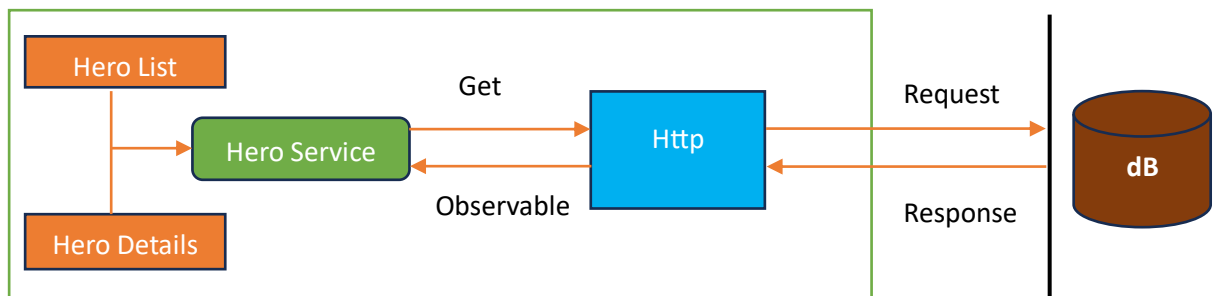 Hero List
Get
Request
Hero Service
Http
dB
Observable
Response
Hero Details